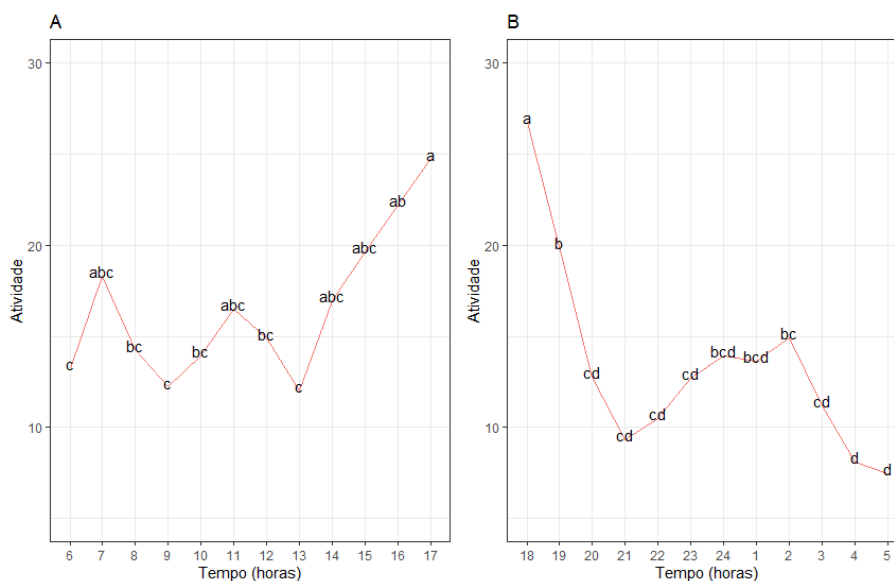 A
30
20
10
Atividade
c
abc
bc
c
bc
abc
bc
c
abc
abc
ab
a
6 7 8 9 10 11 12 13 14 15 16 17
Tempo (horas)
B
30
20
10
Atividade
a
b
cd
cd
cd
cd
bcd
bcd
bc
cd
d
d
18 19 20 21 22 23 24 1 2 3 4 5
Tempo (horas)